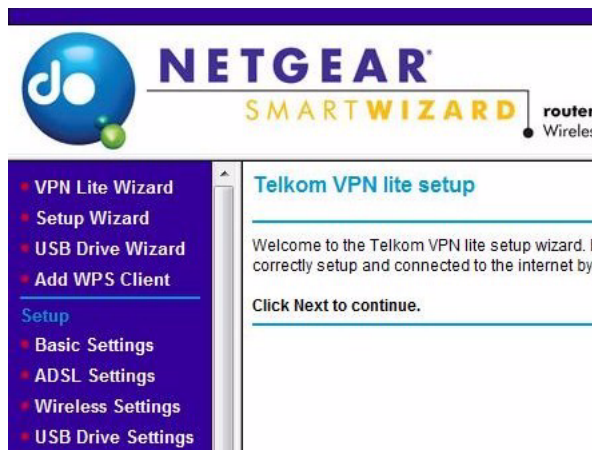 do
NETGEAR
SMARTWIZARD
router
Wireles
VPN Lite Wizard
Setup Wizard
USB Drive Wizard
Add WPS Client
Setup
Basic Settings
ADSL Settings
Wireless Settings
USB Drive Settings
Telkom VPN lite setup
Welcome to the Telkom VPN lite setup wizard.
correctly setup and connected to the internet by
Click Next to continue.